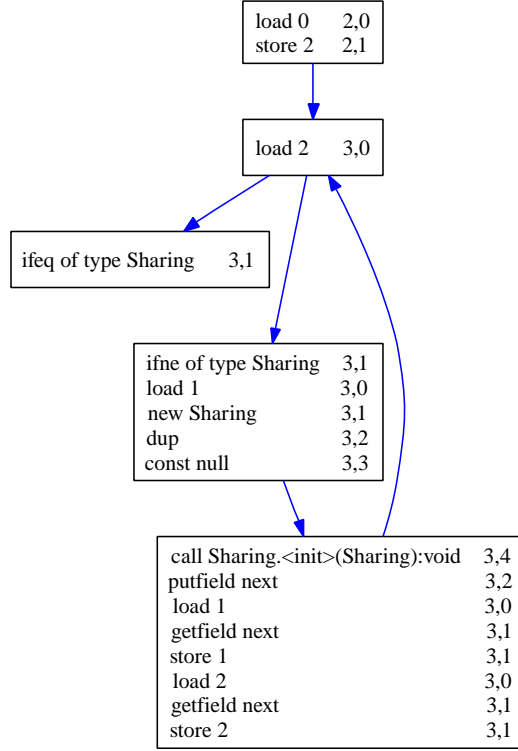 load 0 2,0
store 2 2,1
load 2 3,0
ifeq of type Sharing 3,1
ifne of type Sharing 3,1
load 1 3,0
new Sharing 3,1
dup 3,2
const null 3,3
call Sharing.<init>(Sharing):void 3,4
putfield next 3,2
load 1 3,0
getfield next 3,1
store 1 3,1
load 2 3,0
getfield next 3,1
store 2 3,1